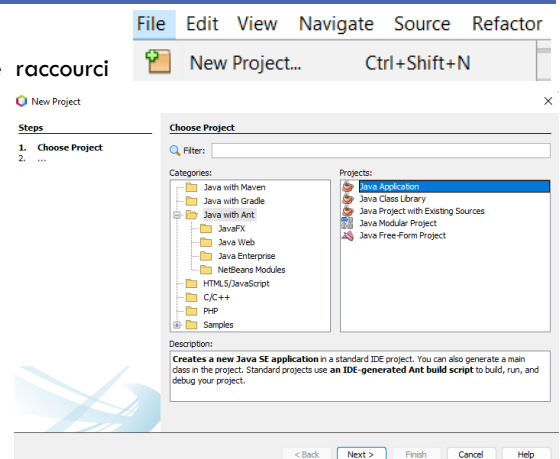 File Edit View Navigate Source Refactor
raccourci
New Project... Ctrl+Shift+N
New Project
Steps
1. Choose Project
2. ...
Choose Project
Filter:
Categories:
Java with Maven
Java with Gradle
Java with Ant
JavaFX
Java Web
Java Enterprise
NetBeans Modules
HTML5/JavaScript
C/C++
PHP
Samples
Projects:
Java Application
Java Class Library
Java Project with Existing Sources
Java Modular Project
Java Free-Form Project
Description:
Creates a new Java SE application in a standard IDE project. You can also generate a main
class in the project. Standard projects use an IDE-generated Ant build script to build, run, and
debug your project.
< Back Next > Finish Cancel Help